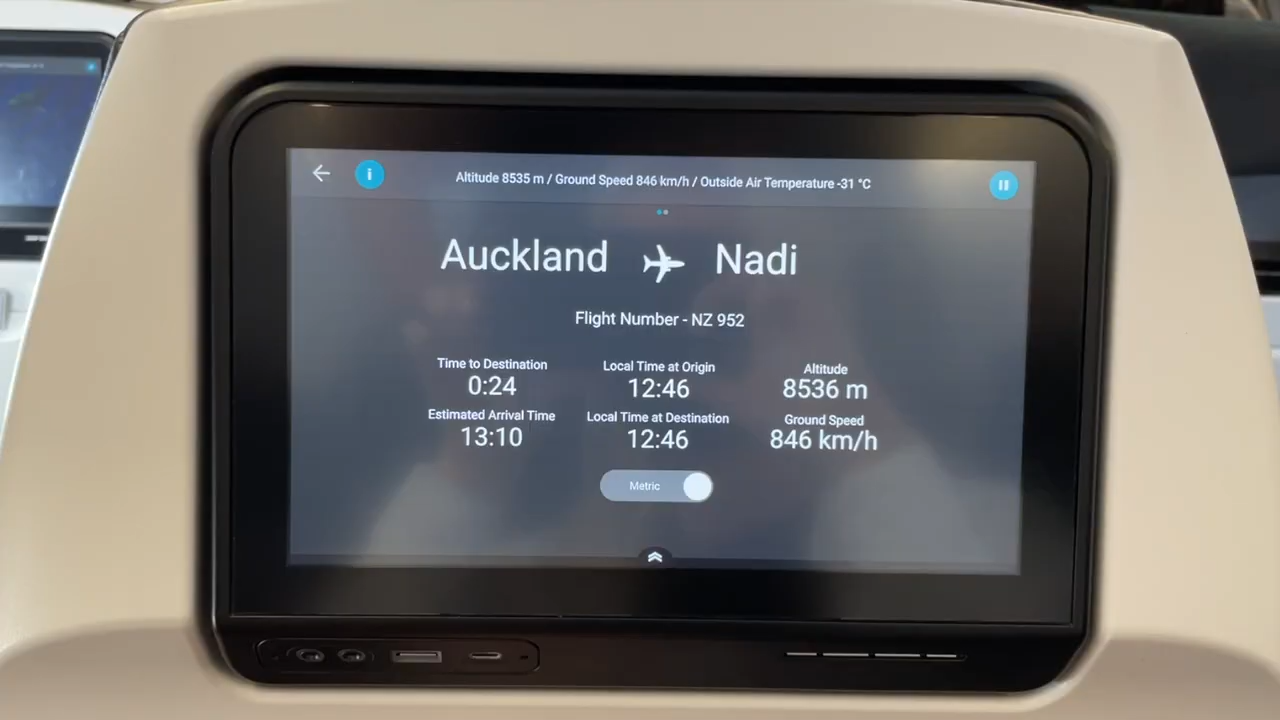 Altitude 8535 m / Ground Speed 846 km/h / Outside Air Temperature -31 °C
Auckland Nadi
Flight Number - NZ 952
Time to Destination
0:24
Local Time at Origin
12:46
Altitude
8536 m
Estimated Arrival Time
13:10
Local Time at Destination
12:46
Ground Speed
846 km/h
Metric